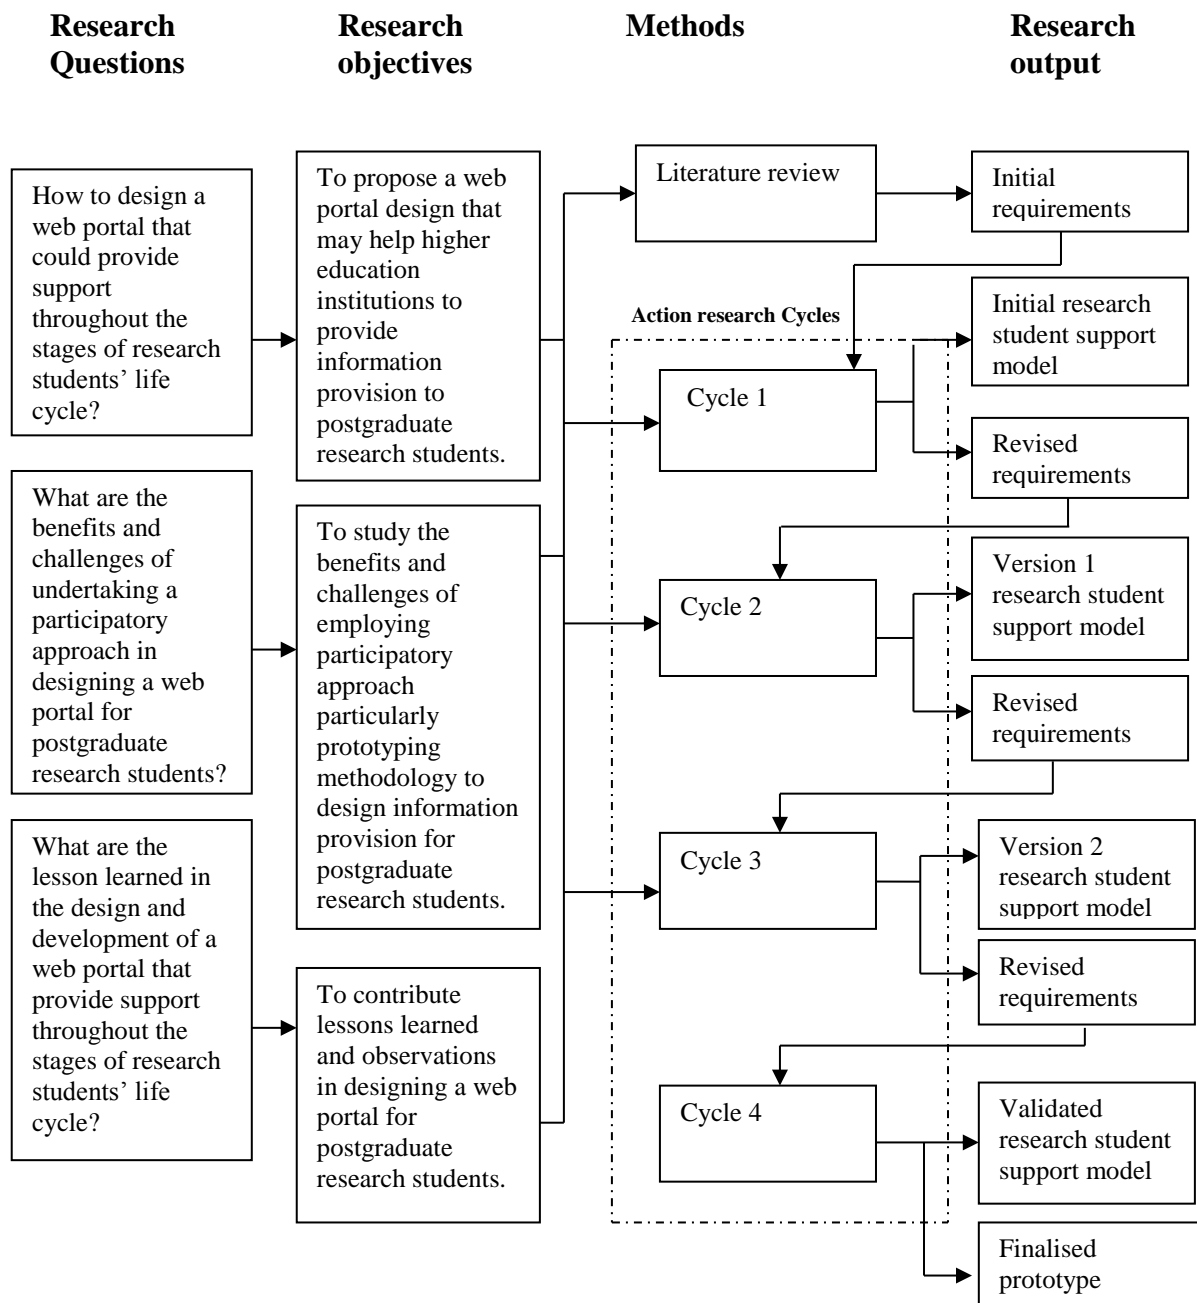 Research
Questions
Research
objectives
Methods
Research
output
How to design a
web portal that
could provide
support
throughout the
stages of research
students’ life
cycle?
What are the
benefits and
challenges of
undertaking a
participatory
approach in
designing a web
portal for
postgraduate
research students?
What are the
lesson learned in
the design and
development of a
web portal that
provide support
throughout the
stages of research
students’ life
cycle?
To propose a web
portal design that
may help higher
education
institutions to
provide
information
provision to
postgraduate
research students.
To study the
benefits and
challenges of
employing
participatory
approach
particularly
prototyping
methodology to
design information
provision for
postgraduate
research students.
To contribute
lessons learned
and observations
in designing a web
portal for
postgraduate
research students.
Literature review
Action research Cycles
Cycle 1
Cycle 2
Cycle 3
Cycle 4
Initial
requirements
Initial research
student support
model
Revised
requirements
Version 1
research student
support model
Revised
requirements
Version 2
research student
support model
Revised
requirements
Validated
research student
support model
Finalised
prototype